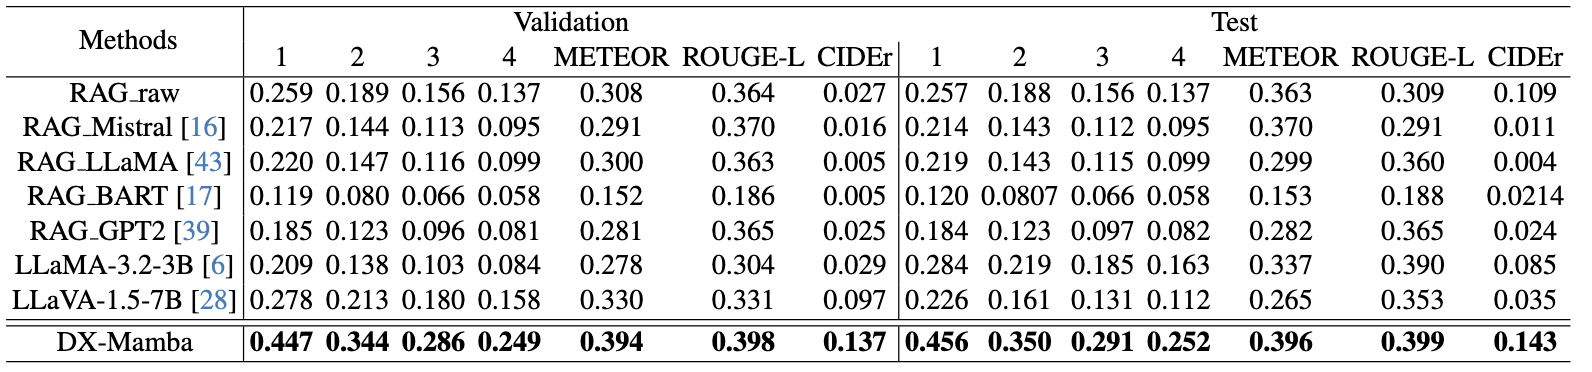 Methods Validation Test
1 2 3 4 METEOR ROUGE-L CIDEr 1 2 3 4 METEOR ROUGE-L CIDEr
RAG_raw 0.259 0.189 0.156 0.137 0.308 0.364 0.027 0.257 0.188 0.156 0.137 0.363 0.309 0.109
RAG_Mistral [16] 0.217 0.144 0.113 0.095 0.291 0.370 0.016 0.214 0.143 0.112 0.095 0.370 0.291 0.011
RAG_LLaMA [43] 0.220 0.147 0.116 0.099 0.300 0.363 0.005 0.219 0.143 0.115 0.099 0.299 0.360 0.004
RAG_BART [17] 0.119 0.080 0.066 0.058 0.152 0.186 0.005 0.120 0.0807 0.066 0.058 0.153 0.188 0.0214
RAG_GPT2 [39] 0.185 0.123 0.096 0.081 0.281 0.365 0.025 0.184 0.123 0.097 0.082 0.282 0.365 0.024
LLaMA-3.2-3B [6] 0.209 0.138 0.103 0.084 0.278 0.304 0.029 0.284 0.219 0.185 0.163 0.337 0.390 0.085
LLaVA-1.5-7B [28] 0.278 0.213 0.180 0.158 0.330 0.331 0.097 0.226 0.161 0.131 0.112 0.265 0.353 0.035
DX-Mamba 0.447 0.344 0.286 0.249 0.394 0.398 0.137 0.456 0.350 0.291 0.252 0.396 0.399 0.143